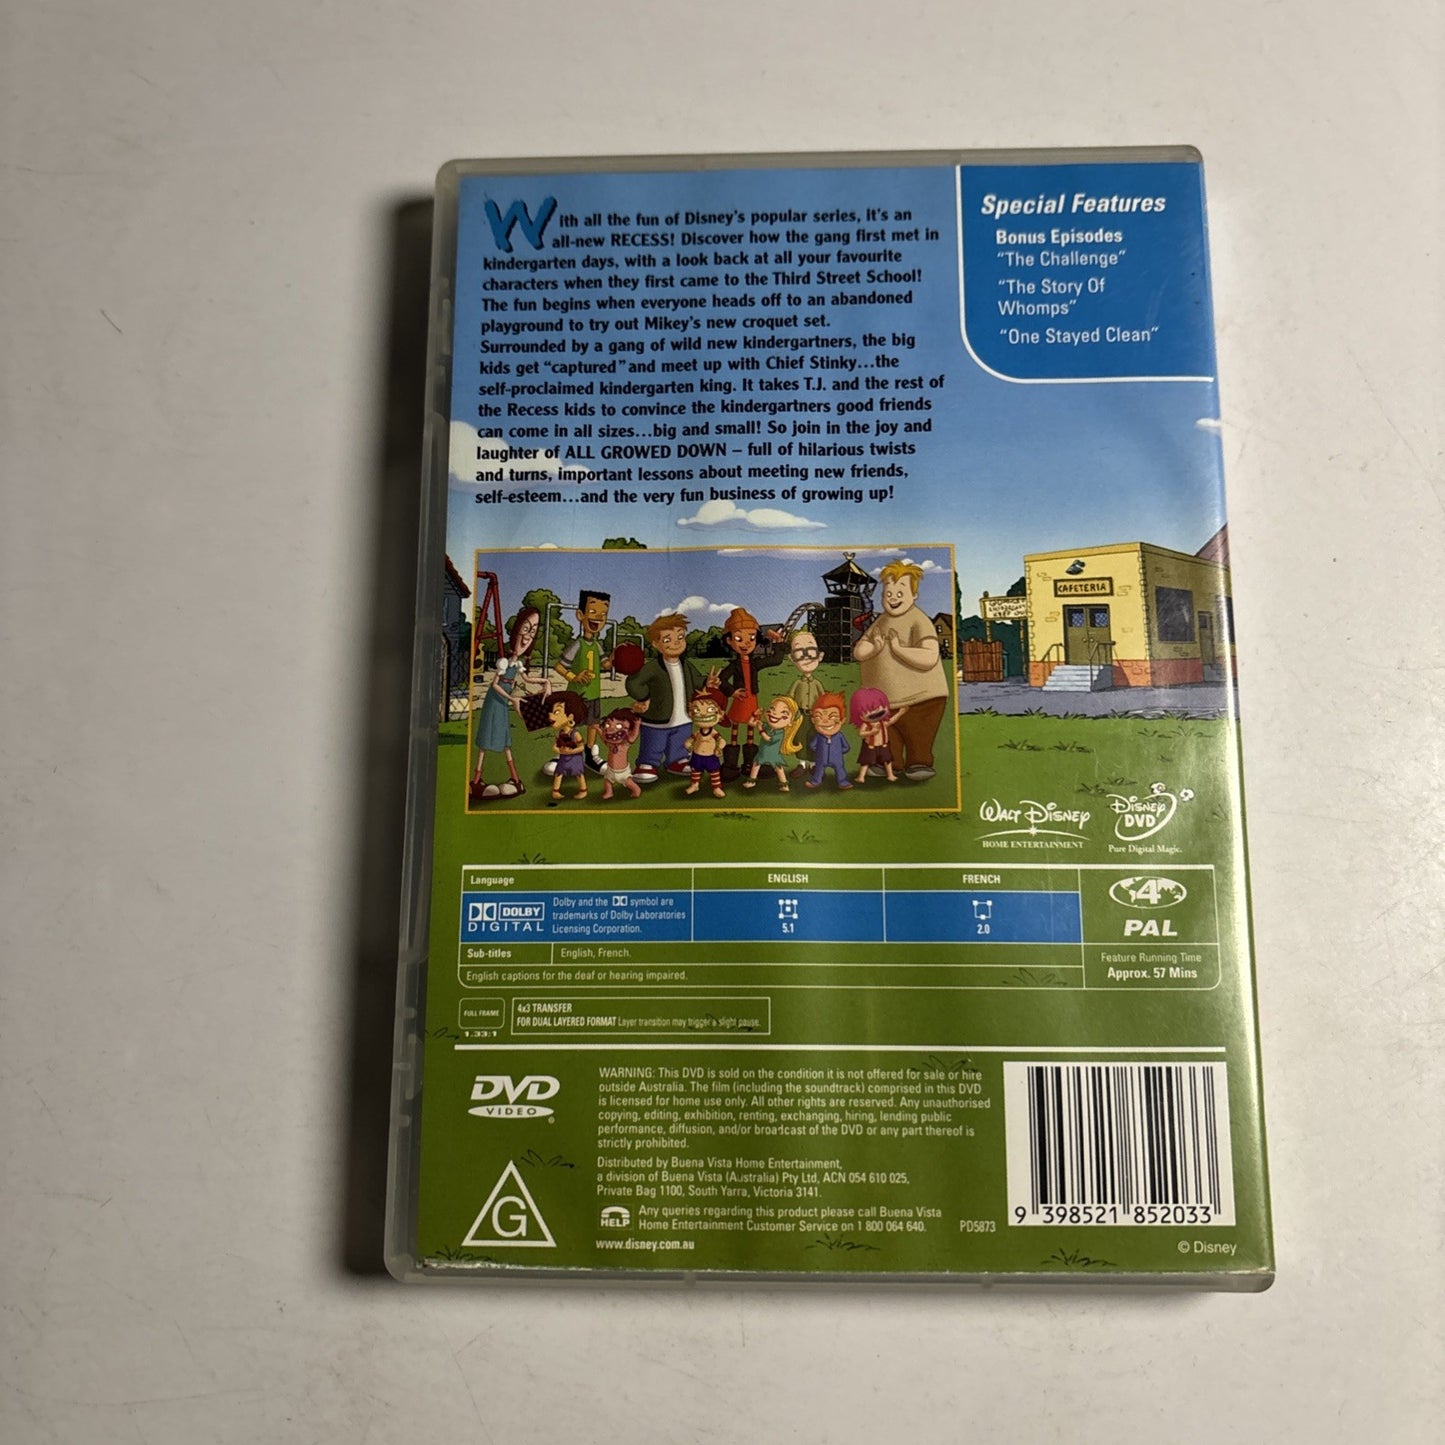 With all the fun of Disney's popular series, it's an
all-new RECESS! Discover how the gang first met in
kindergarten days, with a look back at all your favourite
characters when they first came to the Third Street School!
The fun begins when everyone heads off to an abandoned
playground to try out Mikey's new croquet set.
Surrounded by a gang of wild new kindergartners, the big
kids get "captured" and meet up with Chief Stinky...the
self-proclaimed kindergarten king. It takes T.J. and the rest of
the Recess kids to convince the kindergartners good friends
can come in all sizes...big and small! So join in the joy and
laughter of ALL GROWED DOWN – full of hilarious twists
and turns, important lessons about meeting new friends,
self-esteem...and the very fun business of growing up!
Special Features
Bonus Episodes
"The Challenge"
"The Story Of
Whomps"
"One Stayed Clean"
CAFETERIA
KEEP OUT
1
WALT DISNEY
HOME ENTERTAINMENT
DISNEY
DVD
Pure Digital Magic.
Language
ENGLISH
FRENCH
DOLBY
DIGITAL
Dolby and the DD symbol are
trademarks of Dolby Laboratories
Licensing Corporation.
5.1
2.0
4
PAL
Sub-titles
English, French.
English captions for the deaf or hearing impaired.
Feature Running Time
Approx. 57 Mins
FULL FRAME
1.33:1
4x3 TRANSFER
FOR DUAL LAYERED FORMAT Layer transition may trigger a slight pause.
DVD
VIDEO
WARNING: This DVD is sold on the condition it is not offered for sale or hire
outside Australia. The film (including the soundtrack) comprised in this DVD
is licensed for home use only. All other rights are reserved. Any unauthorised
copying, editing, exhibition, renting, exchanging, hiring, lending public
performance, diffusion, and/or broadcast of the DVD or any part thereof is
strictly prohibited.
Distributed by Buena Vista Home Entertainment,
a division of Buena Vista (Australia) Pty Ltd, ACN 054 610 025,
Private Bag 1100, South Yarra, Victoria 3141.
HELP
Any queries regarding this product please call Buena Vista
Home Entertainment Customer Service on 1 800 064 640.
PD5873
www.disney.com.au
G
9 398521 852033
© Disney